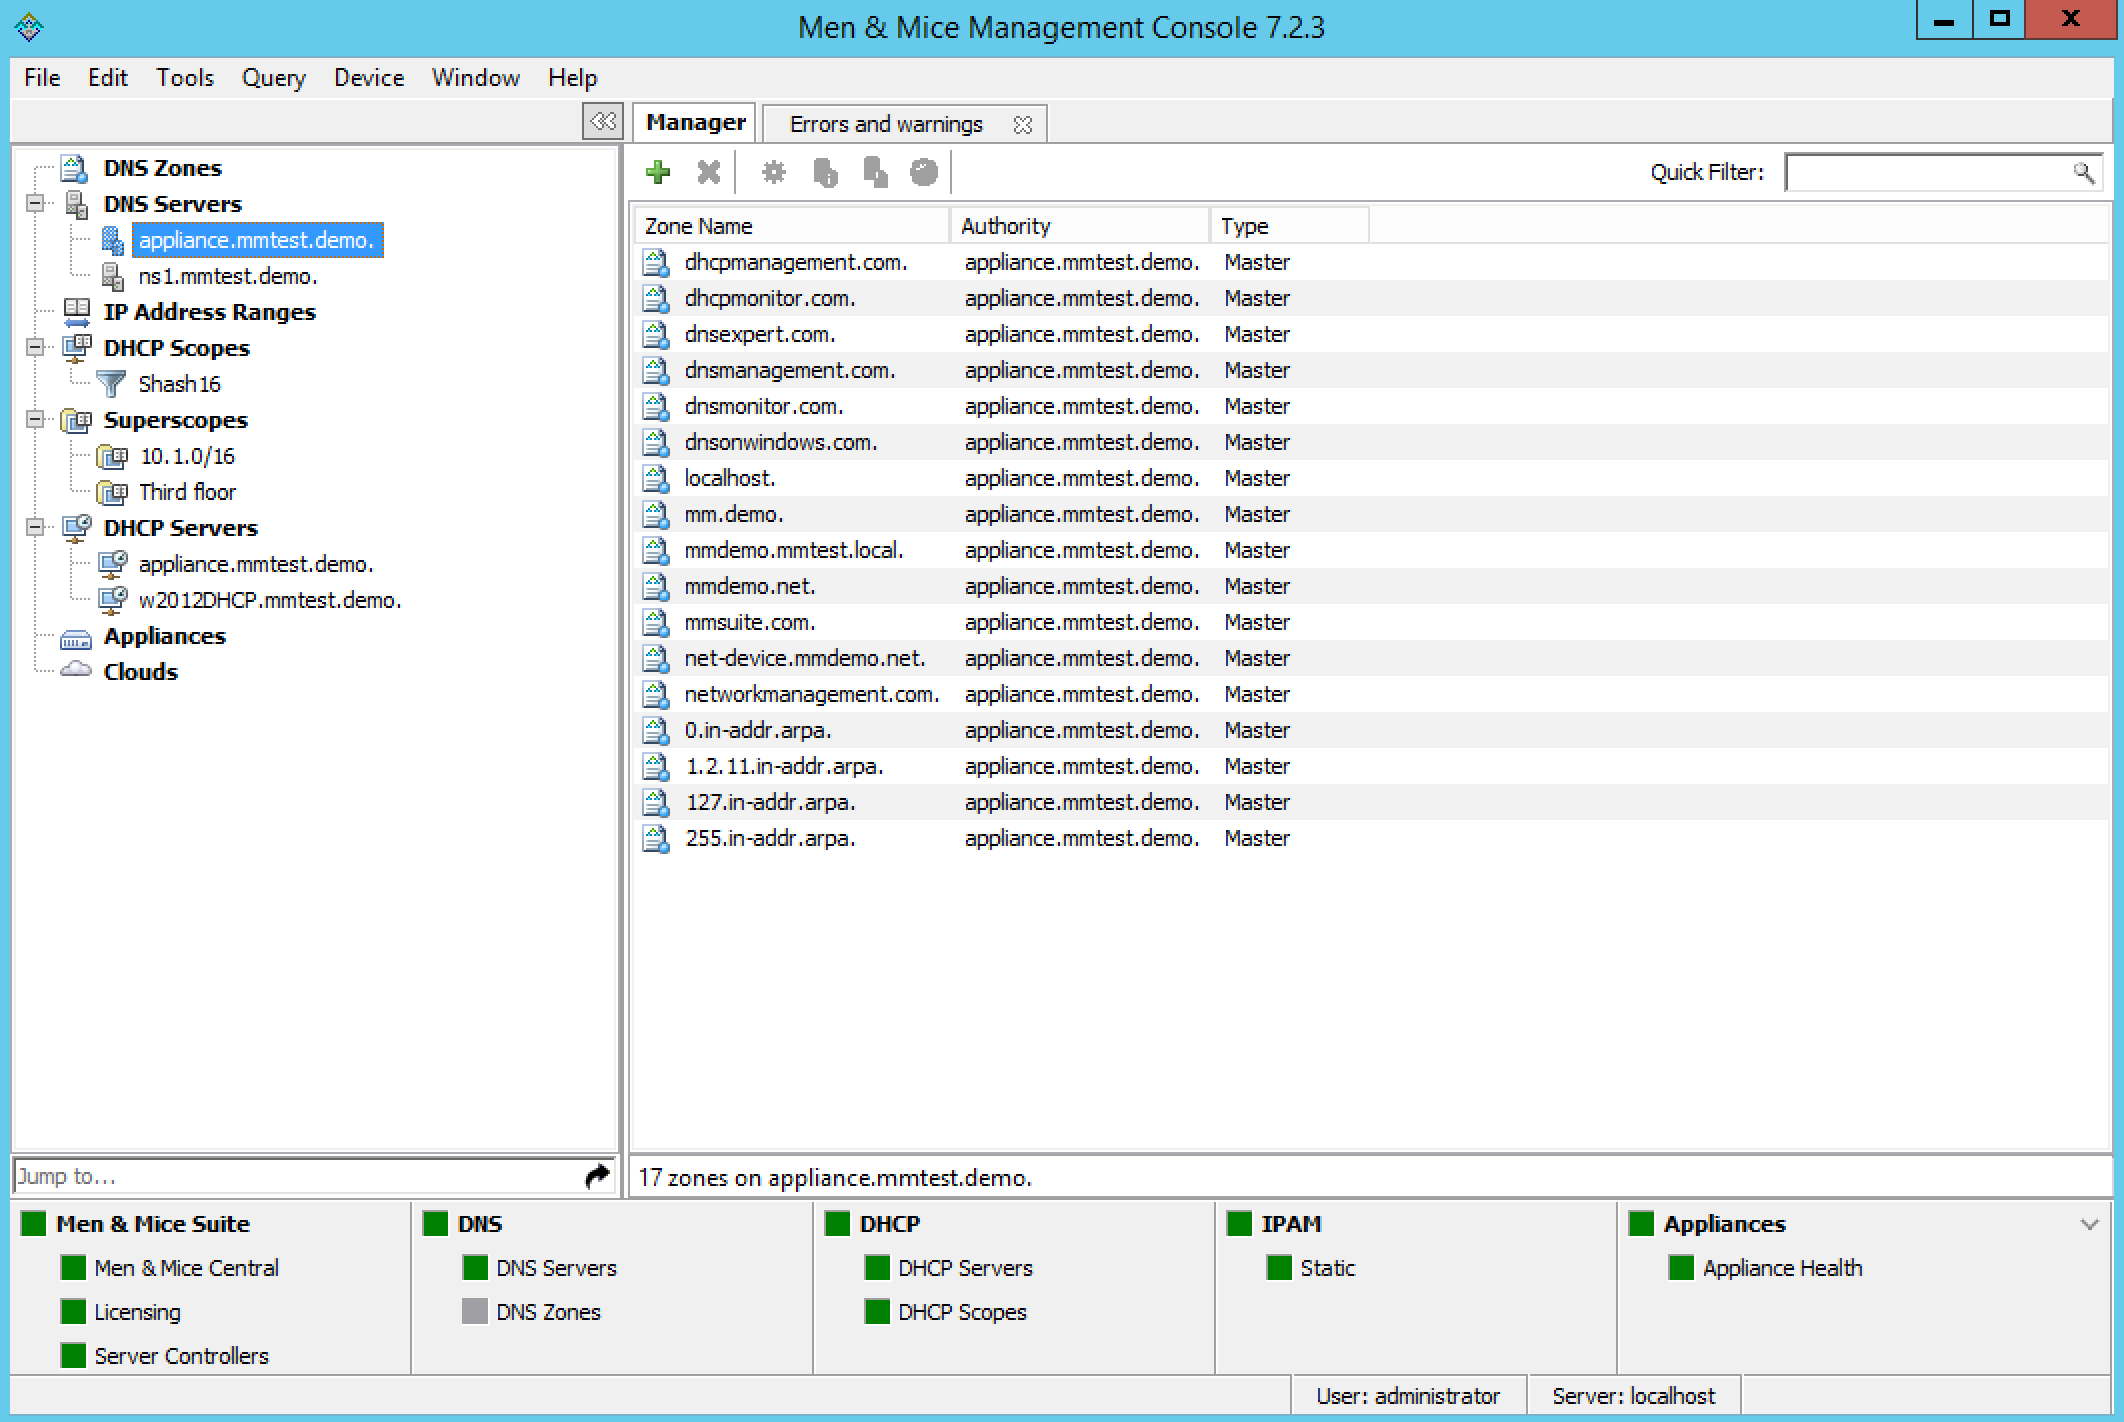 Men & Mice Management Console 7.2.3
File Edit Tools Query Device Window Help
Manager Errors and warnings
Quick Filter:
DNS Zones
DNS Servers
appliance.mmtest.demo.
ns1.mmtest.demo.
IP Address Ranges
DHCP Scopes
Shash16
Superscopes
10.1.0/16
Third floor
DHCP Servers
appliance.mmtest.demo.
w2012DHCP.mmtest.demo.
Appliances
Clouds
Jump to...
Zone Name Authority Type
dhcpmanagement.com. appliance.mmtest.demo. Master
dhcpmonitor.com. appliance.mmtest.demo. Master
dnsexpert.com. appliance.mmtest.demo. Master
dnsmanagement.com. appliance.mmtest.demo. Master
dnsmonitor.com. appliance.mmtest.demo. Master
dnsonwindows.com. appliance.mmtest.demo. Master
localhost. appliance.mmtest.demo. Master
mm.demo. appliance.mmtest.demo. Master
mmdemo.mmtest.local. appliance.mmtest.demo. Master
mmdemo.net. appliance.mmtest.demo. Master
mmsuite.com. appliance.mmtest.demo. Master
net-device.mmdemo.net. appliance.mmtest.demo. Master
networkmanagement.com. appliance.mmtest.demo. Master
0.in-addr.arpa. appliance.mmtest.demo. Master
1.2.11.in-addr.arpa. appliance.mmtest.demo. Master
127.in-addr.arpa. appliance.mmtest.demo. Master
255.in-addr.arpa. appliance.mmtest.demo. Master
17 zones on appliance.mmtest.demo.
Men & Mice Suite
Men & Mice Central
Licensing
Server Controllers
DNS
DNS Servers
DNS Zones
DHCP
DHCP Servers
DHCP Scopes
IPAM
Static
Appliances
Appliance Health
User: administrator Server: localhost